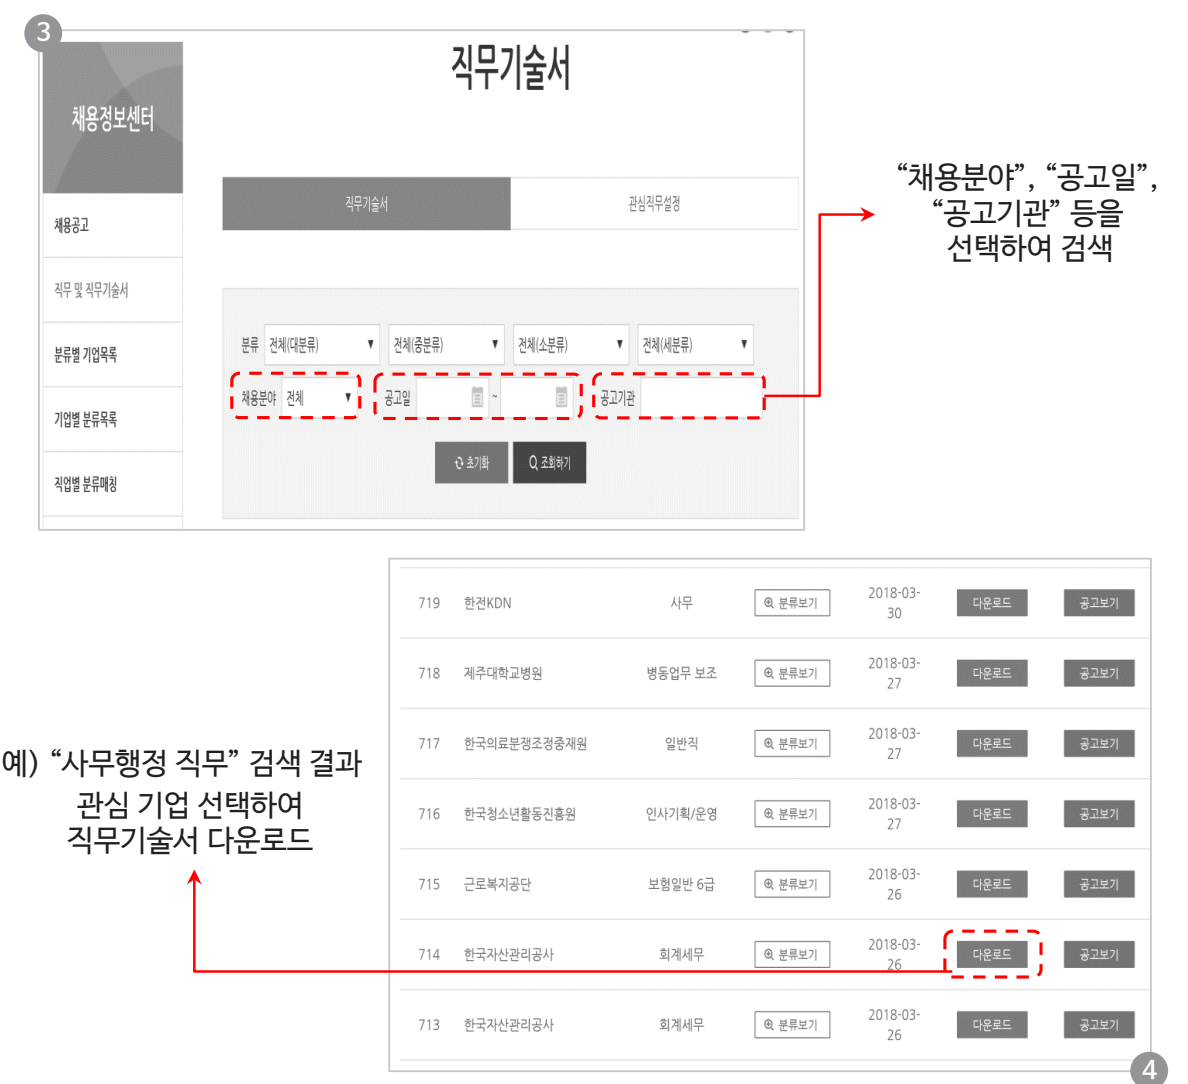 3
직무기술서
채용정보센터
직무기술서
관심직무설정
채용공고
직무 및 직무기술서
분류별 기업목록
기업별 분류목록
직업별 분류매칭
분류 전체(대분류) ▼ 전체(중분류) ▼ 전체(소분류) ▼ 전체(세분류) ▼
채용분야 전체 ▼ 공고일 ~ 공고기관
초기화 조회하기
“채용분야”, “공고일”,
“공고기관” 등을
선택하여 검색
719 한전KDN 사무 분류보기 2018-03-
30 다운로드 공고보기
718 제주대학교병원 병동업무 보조 분류보기 2018-03-
27 다운로드 공고보기
717 한국의료분쟁조정중재원 일반직 분류보기 2018-03-
27 다운로드 공고보기
716 한국청소년활동진흥원 인사기획/운영 분류보기 2018-03-
27 다운로드 공고보기
715 근로복지공단 보험일반 6급 분류보기 2018-03-
26 다운로드 공고보기
714 한국자산관리공사 회계세무 분류보기 2018-03-
26 다운로드 공고보기
713 한국자산관리공사 회계세무 분류보기 2018-03-
26 다운로드 공고보기
예) “사무행정 직무” 검색 결과
관심 기업 선택하여
직무기술서 다운로드
4